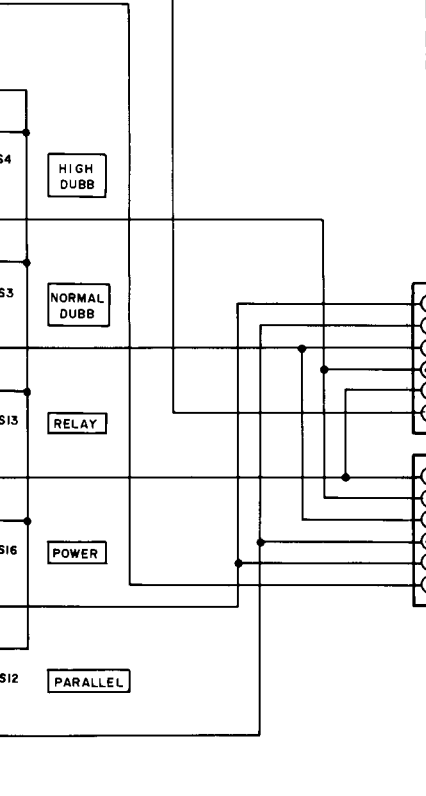 S4
HIGH
DUBB
S3
NORMAL
DUBB
S13
RELAY
S16
POWER
S12
PARALLEL